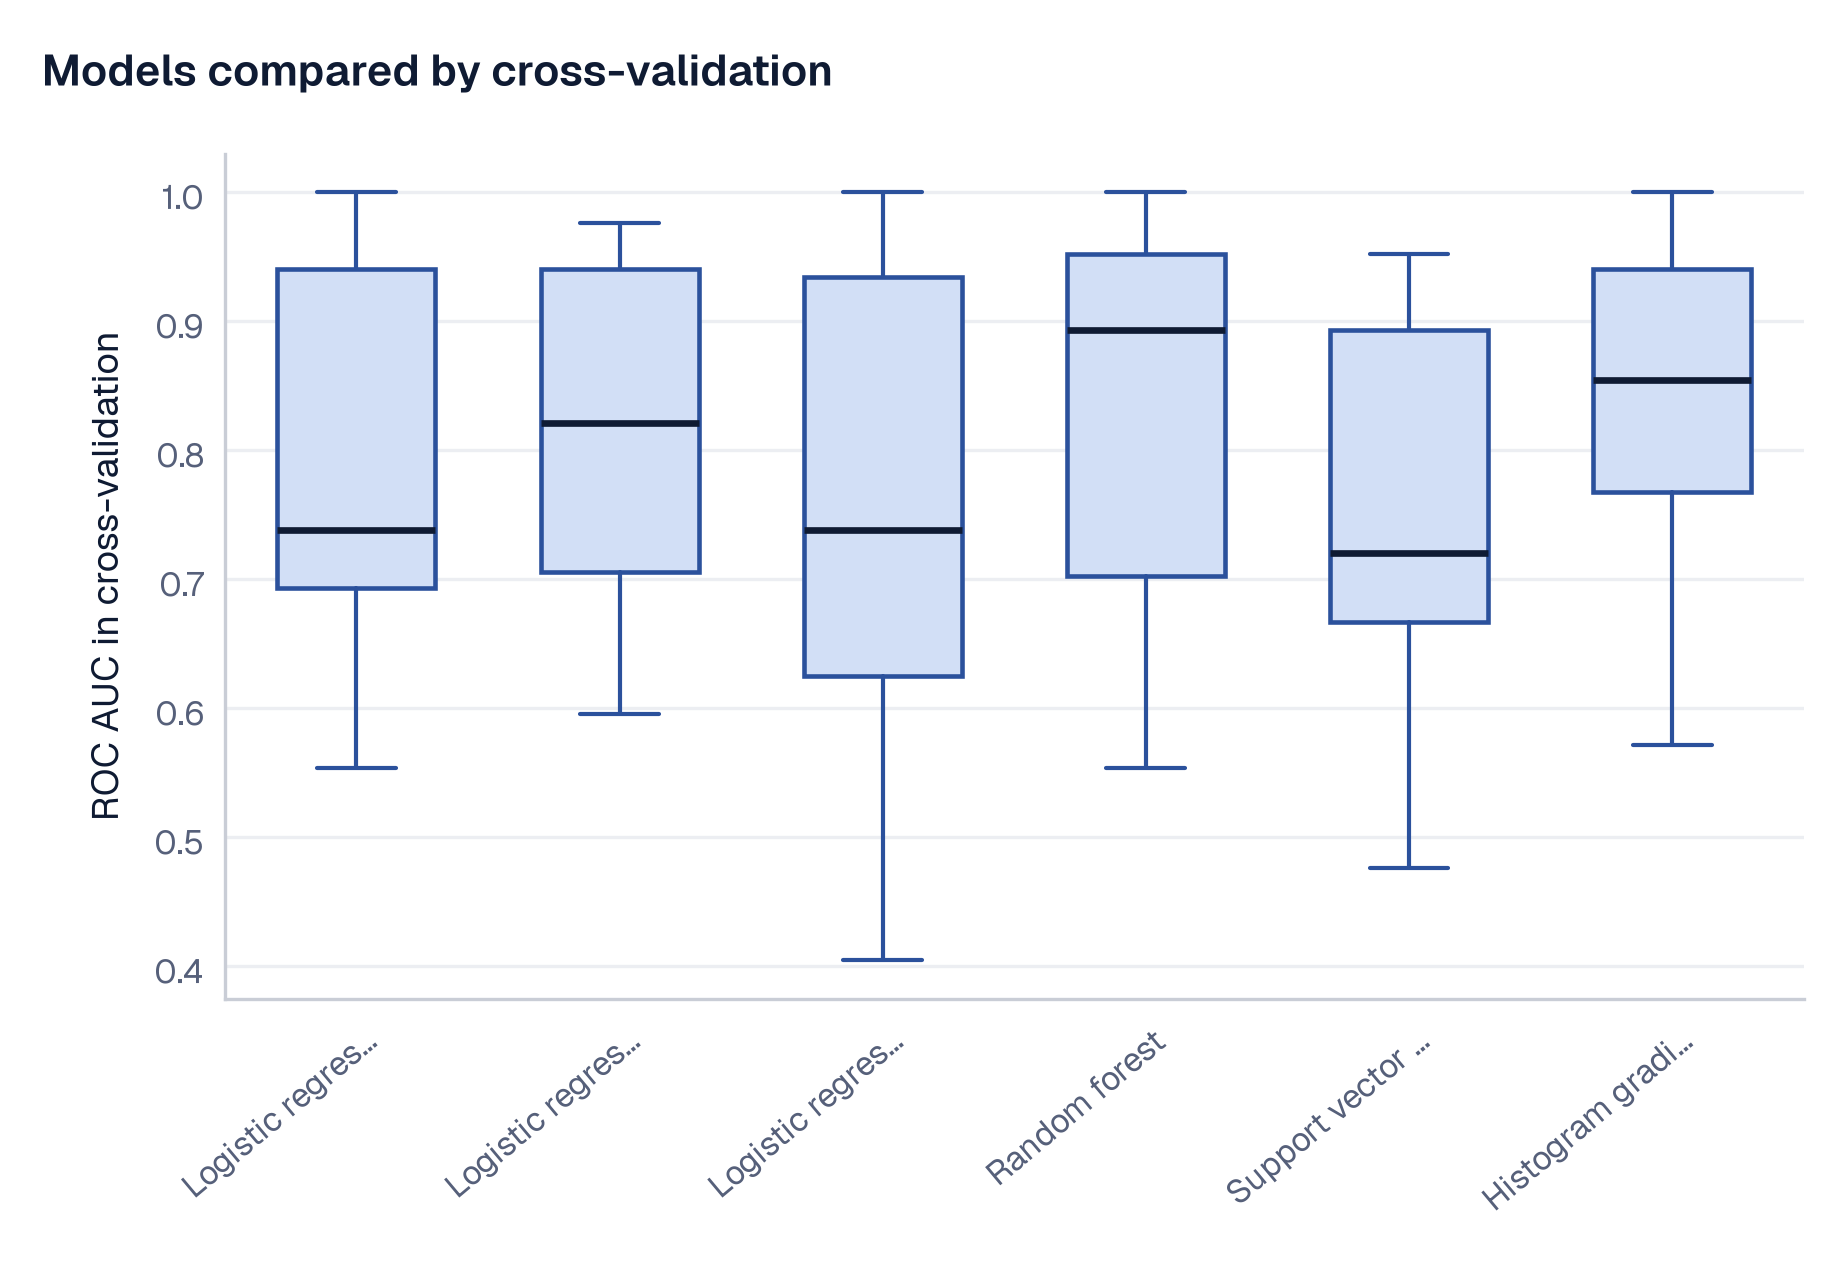 Models compared by cross-validation
ROC AUC in cross-validation
1.0
0.9
0.8
0.7
0.6
0.5
0.4
Logistic regres...
Logistic regres...
Logistic regres...
Random forest
Support vector ...
Histogram gradi...